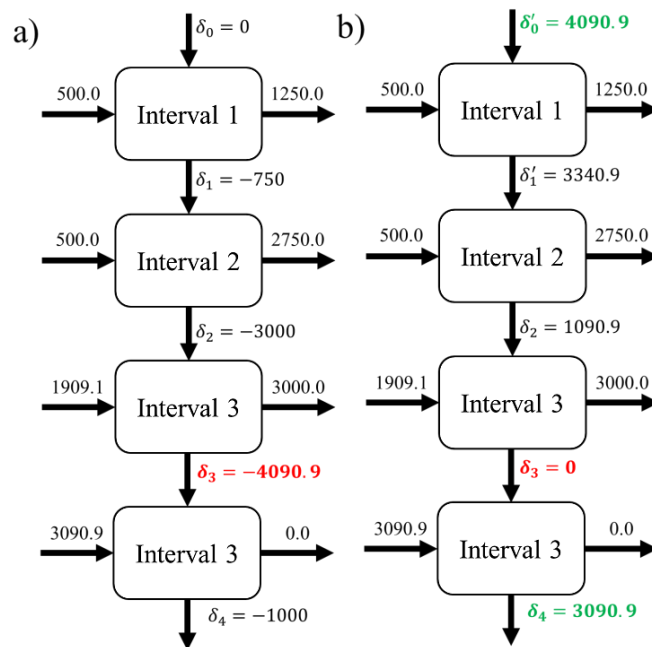 a)
δ₀ = 0
500.0
Interval 1
1250.0
δ₁ = −750
500.0
Interval 2
2750.0
δ₂ = −3000
1909.1
Interval 3
3000.0
δ₃ = −4090.9
3090.9
Interval 3
0.0
δ₄ = −1000
b)
δ₀′ = 4090.9
500.0
Interval 1
1250.0
δ₁′ = 3340.9
500.0
Interval 2
2750.0
δ₂ = 1090.9
1909.1
Interval 3
3000.0
δ₃ = 0
3090.9
Interval 3
0.0
δ₄ = 3090.9